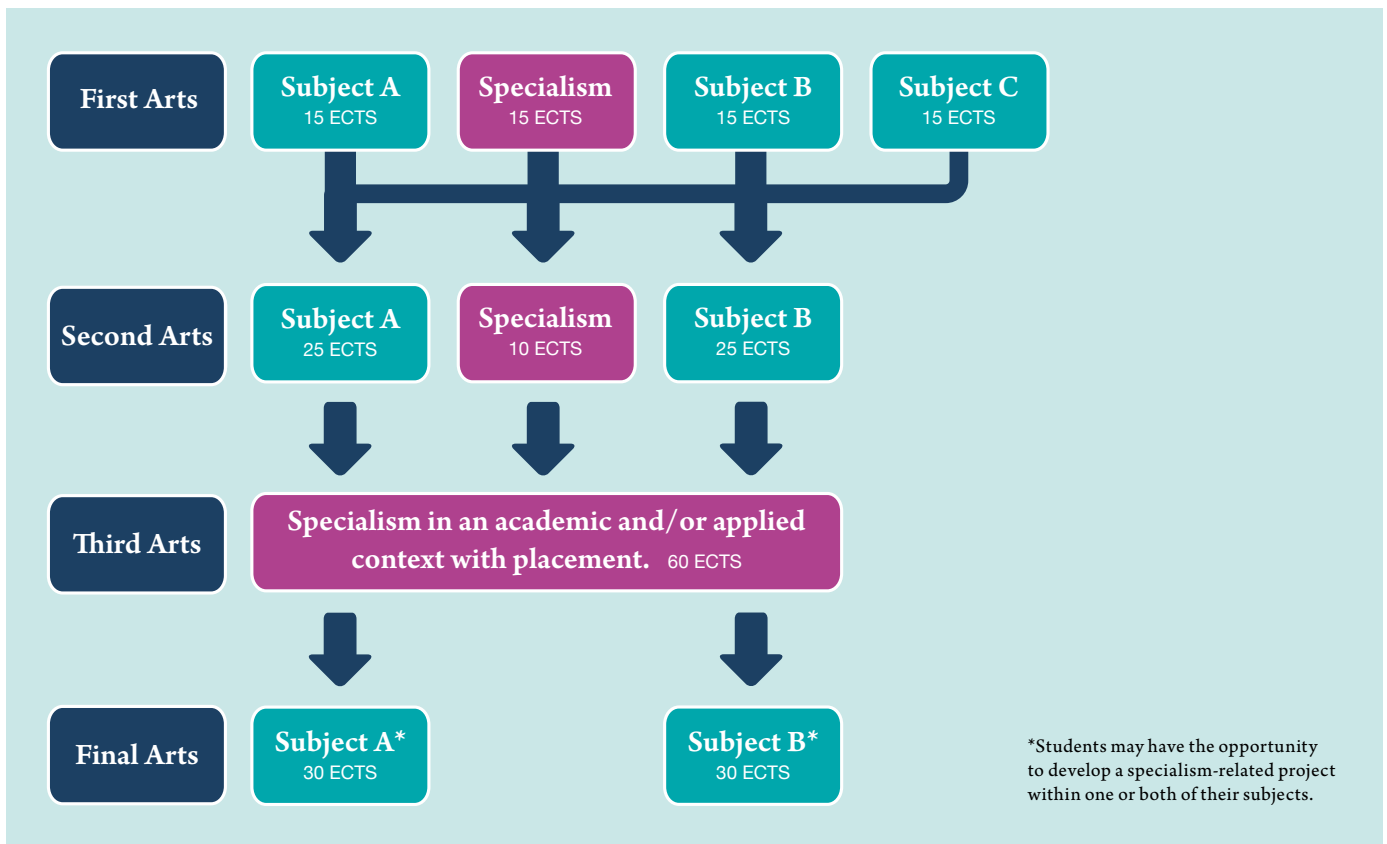 First Arts
Subject A
15 ECTS
Specialism
15 ECTS
Subject B
15 ECTS
Subject C
15 ECTS
Second Arts
Subject A
25 ECTS
Specialism
10 ECTS
Subject B
25 ECTS
Third Arts
Specialism in an academic and/or applied
context with placement. 60 ECTS
Final Arts
Subject A*
30 ECTS
Subject B*
30 ECTS
*Students may have the opportunity
to develop a specialism-related project
within one or both of their subjects.